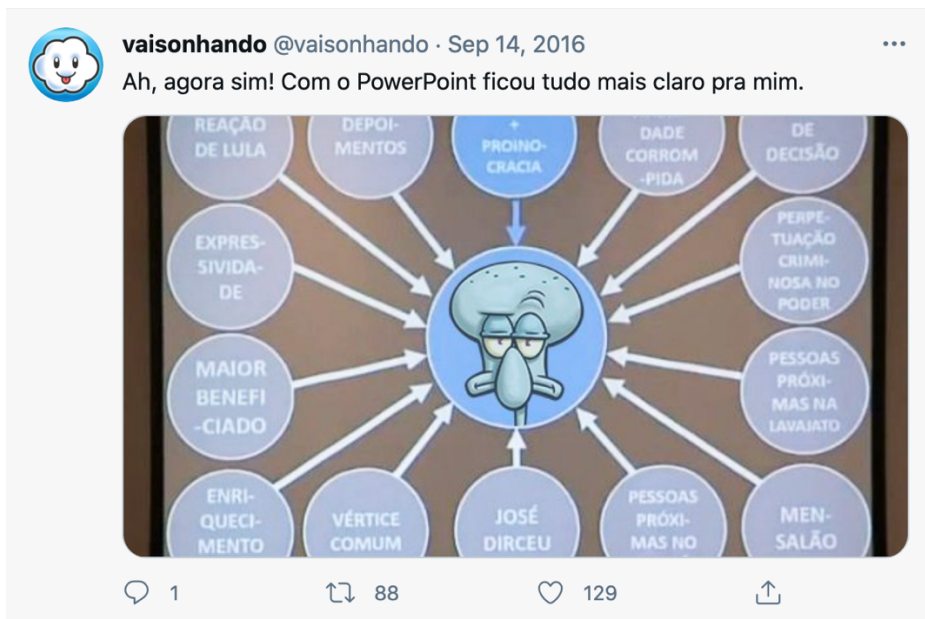 vaisonhando @vaisonhando · Sep 14, 2016
Ah, agora sim! Com o PowerPoint ficou tudo mais claro pra mim.
REAÇÃO
DE LULA
DEPOI-
MENTOS
+
PROINO-
CRACIA
DADE
CORROM
-PIDA
DE
DECISÃO
EXPRES-
SIVIDA-
DE
PERPE-
TUAÇÃO
CRIMI-
NOSA NO
PODER
MAIOR
BENEFI
-CIADO
PESSOAS
PRÓXI-
MAS NA
LAVAJATO
ENRI-
QUECI-
MENTO
VÉRTICE
COMUM
JOSÉ
DIRCEU
PESSOAS
PRÓXI-
MAS NO
MEN-
SALÃO
1
88
129